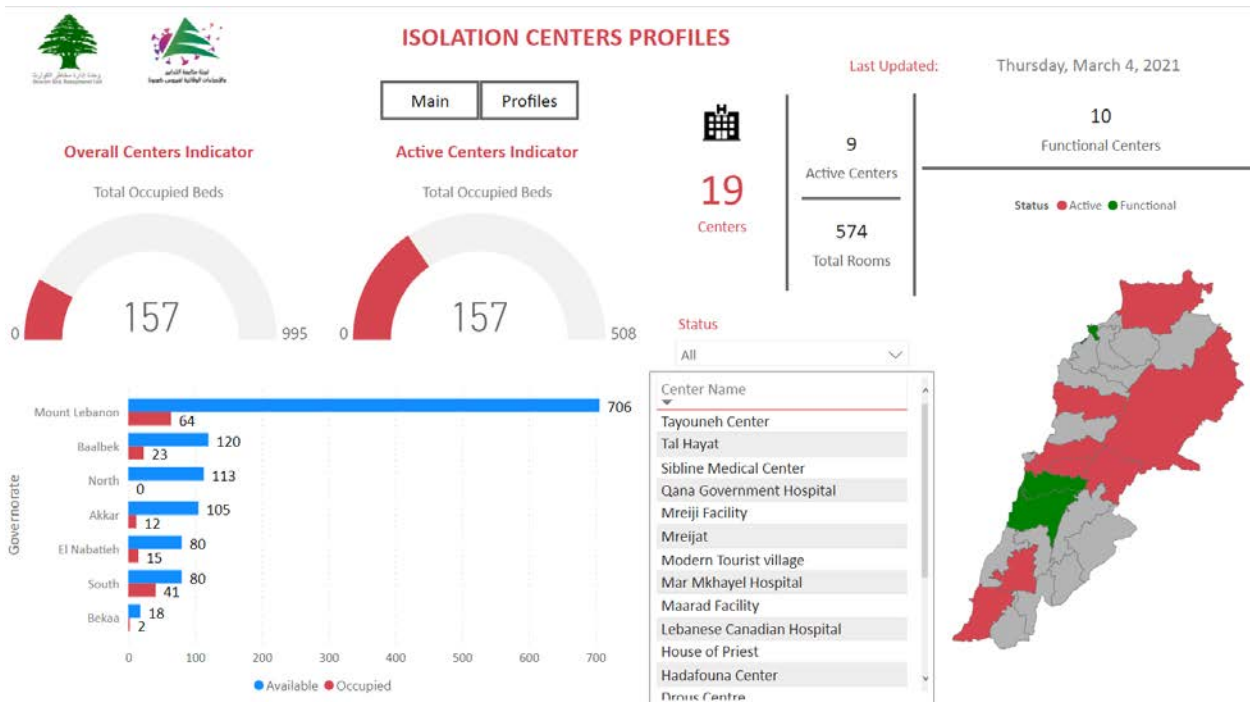 ISOLATION CENTERS PROFILES
Last Updated:
Thursday, March 4, 2021
Main
Profiles
19
Centers
9
Active Centers
574
Total Rooms
10
Functional Centers
Status Active Functional
Overall Centers Indicator
Total Occupied Beds
157
0
995
Active Centers Indicator
Total Occupied Beds
157
0
508
Status
All
Center Name
Tayouneh Center
Tal Hayat
Sibline Medical Center
Qana Government Hospital
Mreiji Facility
Mreijat
Modern Tourist village
Mar Mkhayel Hospital
Maarad Facility
Lebanese Canadian Hospital
House of Priest
Hadafouna Center
Drous Centre
Governorate
Mount Lebanon
706
64
Baalbek
120
23
North
113
0
Akkar
105
12
El Nabatieh
80
15
South
80
41
Bekaa
18
2
0 100 200 300 400 500 600 700
Available Occupied